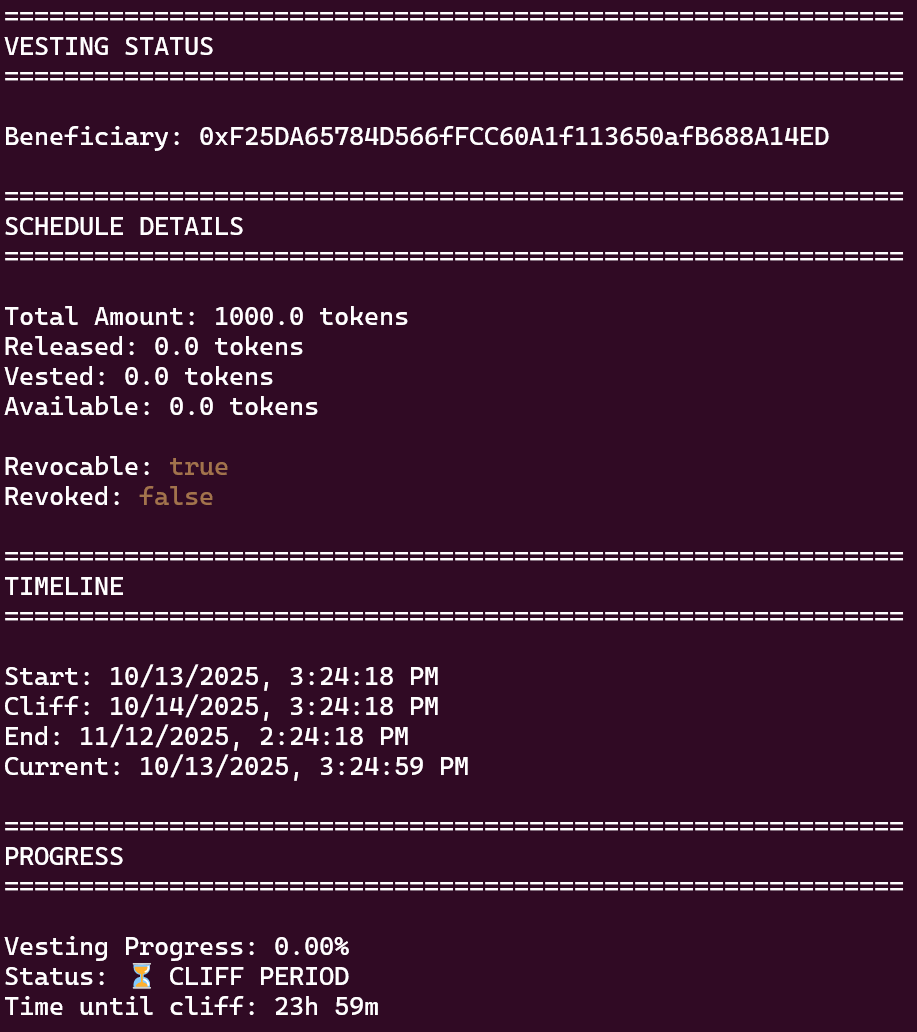 ============================================================
VESTING STATUS
============================================================
Beneficiary: 0xF25DA65784D566fFCC60A1f113650afB688A14ED
============================================================
SCHEDULE DETAILS
============================================================
Total Amount: 1000.0 tokens
Released: 0.0 tokens
Vested: 0.0 tokens
Available: 0.0 tokens
Revocable: true
Revoked: false
============================================================
TIMELINE
============================================================
Start: 10/13/2025, 3:24:18 PM
Cliff: 10/14/2025, 3:24:18 PM
End: 11/12/2025, 2:24:18 PM
Current: 10/13/2025, 3:24:59 PM
============================================================
PROGRESS
============================================================
Vesting Progress: 0.00%
Status: ⏳ CLIFF PERIOD
Time until cliff: 23h 59m